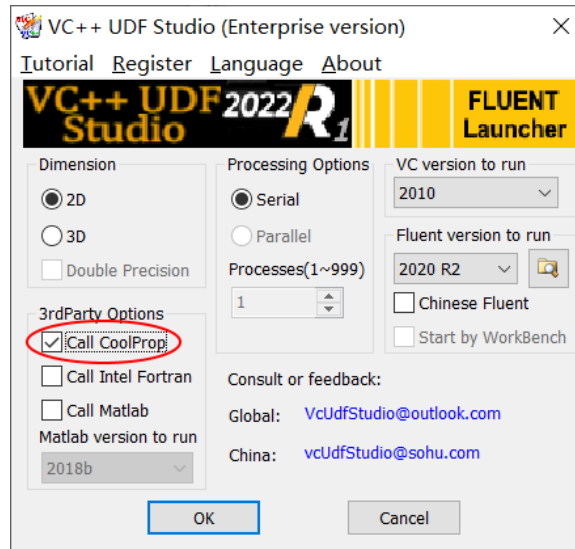 VC++ UDF Studio (Enterprise version)
Tutorial Register Language About
VC++ UDF Studio 2022 R1 FLUENT Launcher
Dimension
2D
3D
Double Precision
Processing Options
Serial
Parallel
Processes(1~999)
1
VC version to run
2010
Fluent version to run
2020 R2
Chinese Fluent
Start by WorkBench
3rdParty Options
Call CoolProp
Call Intel Fortran
Call Matlab
Matlab version to run
2018b
Consult or feedback:
Global: VcUdfStudio@outlook.com
China: vcUdfStudio@sohu.com
OK Cancel